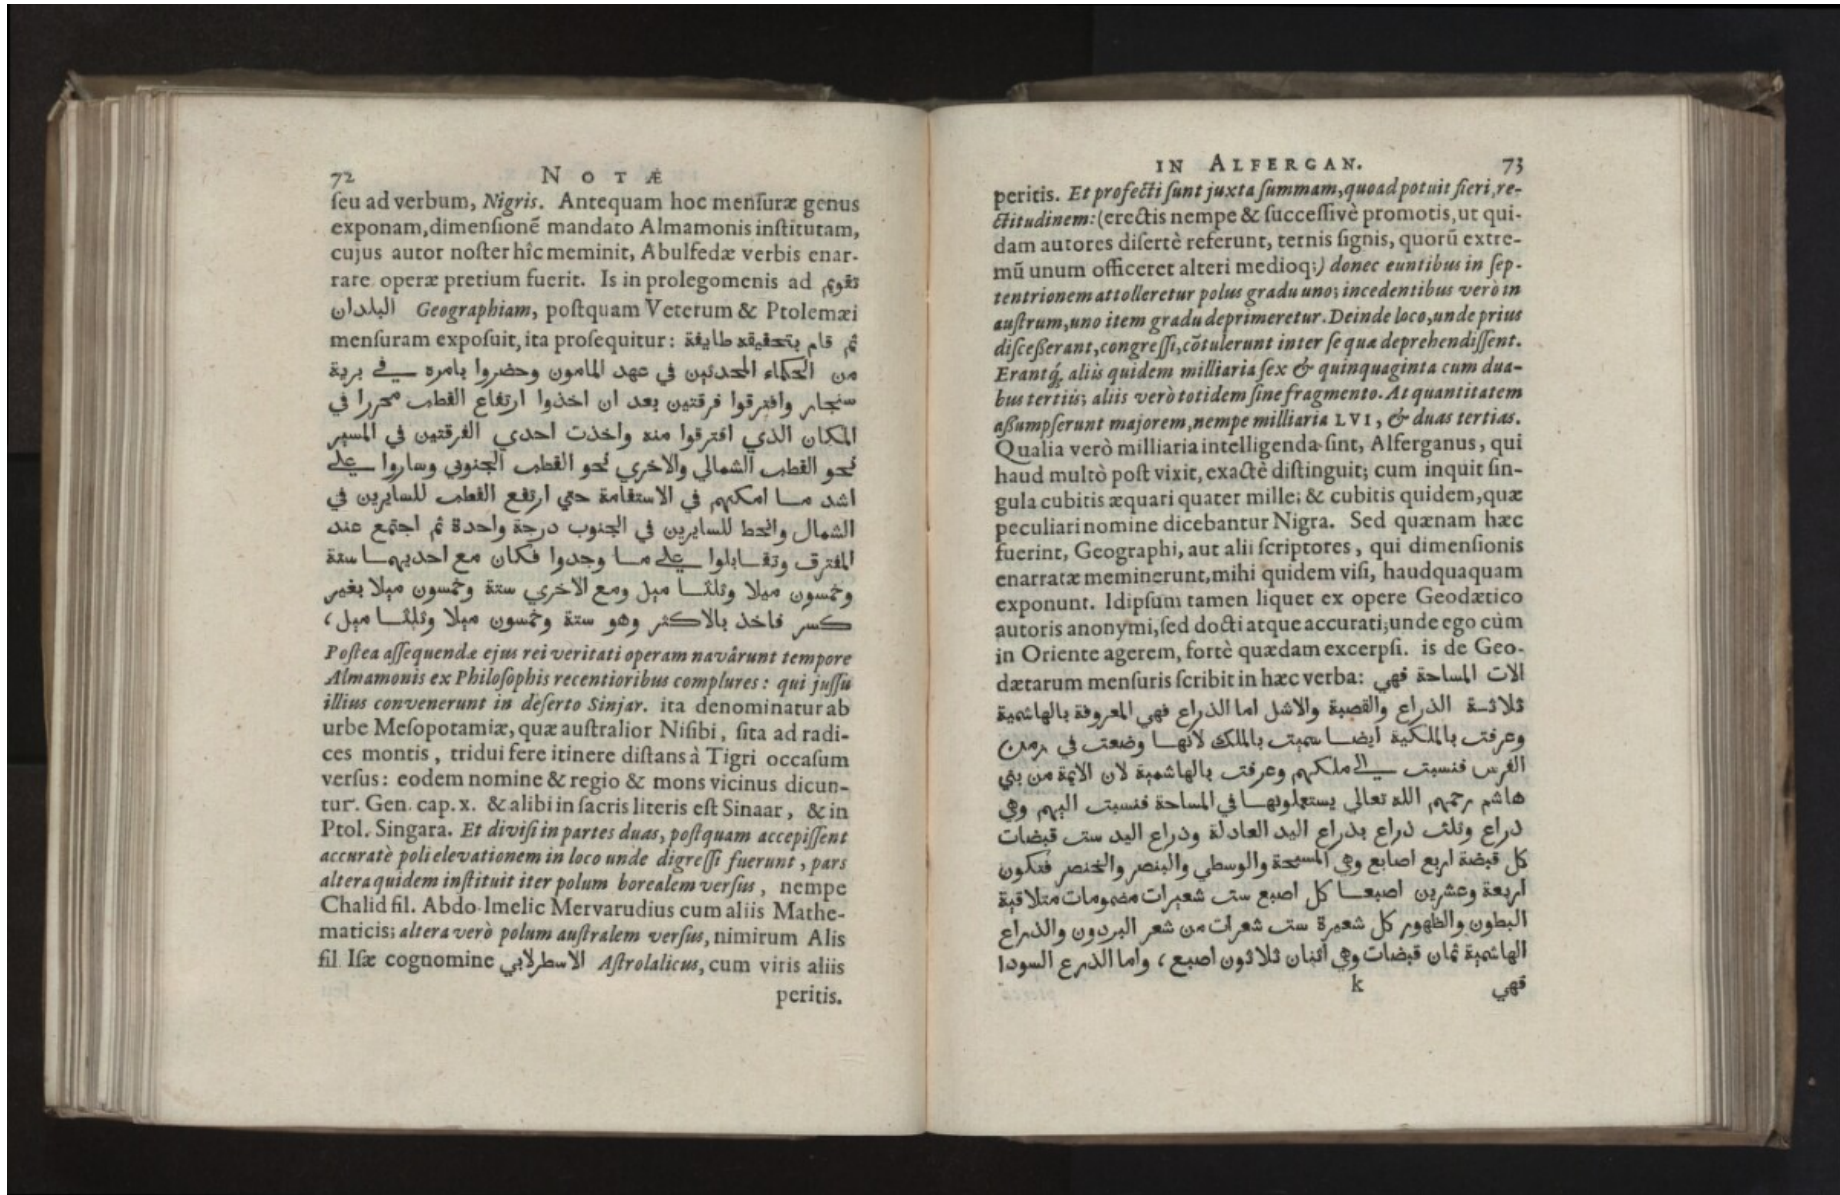 72 NOTÆ
ſeu ad verbum, Nigris. Antequam hoc menſuræ genus
exponam, dimenſionē mandato Almamonis inſtitutam,
cujus autor noſter hîc meminit, Abulfedæ verbis enar-
rare operæ pretium fuerit. Is in prolegomenis ad تقويم
البلدان Geographiam, poſtquam Veterum & Ptolemæi
menſuram expoſuit, ita proſequitur: ثم قام بتحقيقه طايفة
من الحكماء المحدثين في عهد المامون وحضروا بامره في برية
سنجار وافترقوا فرقتين بعد ان اخذوا ارتفاع القطب محررا في
المكان الذي افترقوا منه واخذت احدي الفرقتين في المسير
نحو القطب الشمالي والاخري نحو القطب الجنوبي وساروا علي
اشد ما امكنهم في الاستقامة حتي ارتفع القطب للسايرين في
الشمال وانحط للسايرين في الجنوب درجة واحدة ثم اجتمع عند
المفترق وتقابلوا علي ما وجدوا فكان مع احديهما ستة
وخمسون ميلا وثلثا ميل ومع الاخري ستة وخمسون ميلا بغير
كسر فاخذ بالاكثر وهو ستة وخمسون ميلا وثلثا ميل،
Poſtea aſſequendæ ejus rei veritati operam navârunt tempore
Almamonis ex Philoſophis recentioribus complures: qui juſſu
illius convenerunt in deſerto Sinjar. ita denominatur ab
urbe Meſopotamiæ, quæ auſtralior Niſibi, ſita ad radi-
ces montis, tridui fere itinere diſtans à Tigri occaſum
verſus: eodem nomine & regio & mons vicinus dicun-
tur. Gen. cap. x. & alibi in ſacris literis eſt Sinaar, & in
Ptol. Singara. Et diviſi in partes duas, poſtquam accepiſſent
accuratè poli elevationem in loco unde digreſſi fuerunt, pars
altera quidem inſtituit iter polum borealem verſus, nempe
Chalid fil. Abdo-lmelic Mervarudius cum aliis Mathe-
maticis; altera verò polum auſtralem verſus, nimirum Alis
fil. Iſæ cognomine الاسطرلابي Aſtrolalicus, cum viris aliis
peritis.
IN ALFERGAN. 73
peritis. Et profecti ſunt juxta ſummam, quoad potuit fieri, re-
ctitudinem: (erectis nempe & ſucceſſivè promotis, ut qui-
dam autores diſertè referunt, ternis ſignis, quorū extre-
mū unum officeret alteri medioq;) donec euntibus in ſep-
tentrionem attolleretur polus gradu uno; incedentibus verò in
auſtrum, uno item gradu deprimeretur. Deinde loco, unde prius
diſceßerant, congreſſi, cōtulerunt inter ſe quæ deprehendiſſent.
Erantq́; aliis quidem milliaria ſex & quinquaginta cum dua-
bus tertiis; aliis verò totidem ſine fragmento. At quantitatem
aßumpſerunt majorem, nempe milliaria LVI, & duas tertias.
Qualia verò milliaria intelligenda ſint, Alferganus, qui
haud multò poſt vixit, exactè diſtinguit; cum inquit ſin-
gula cubitis æquari quater mille; & cubitis quidem, quæ
peculiari nomine dicebantur Nigra. Sed quænam hæc
fuerint, Geographi, aut alii ſcriptores, qui dimenſionis
enarratæ meminerunt, mihi quidem viſi, haudquaquam
exponunt. Idipſum tamen liquet ex opere Geodætico
autoris anonymi, ſed docti atque accurati; unde ego cùm
in Oriente agerem, fortè quædam excerpſi. is de Geo-
dætarum menſuris ſcribit in hæc verba: الات المساحة فهي
ثلاثة الذراع والقصبة والاشل اما الذراع فهي المعروفة بالهاشمية
وعرفت بالملكية ايضا سميت بالملك لانها وضعت في زمن
الفرس فنسبت الي ملكهم وعرفت بالهاشمية لان الايمة من بني
هاشم رحمهم الله تعالي يستعملونها في المساحة فنسبت اليهم وهي
ذراع وثلث ذراع بذراع اليد العادلة وذراع اليد ست قبضات
كل قبضة اربع اصابع وهي المسبحة والوسطي والبنصر والخنصر فتكون
اربعة وعشرين اصبعا كل اصبع ست شعيرات مضمومات متلاقية
البطون والظهور كل شعيرة ست شعرات من شعر البردون والذراع
الهاشمية ثمان قبضات وهي اثنان ثلاثون اصبع، واما الذرع السودا
k فهي